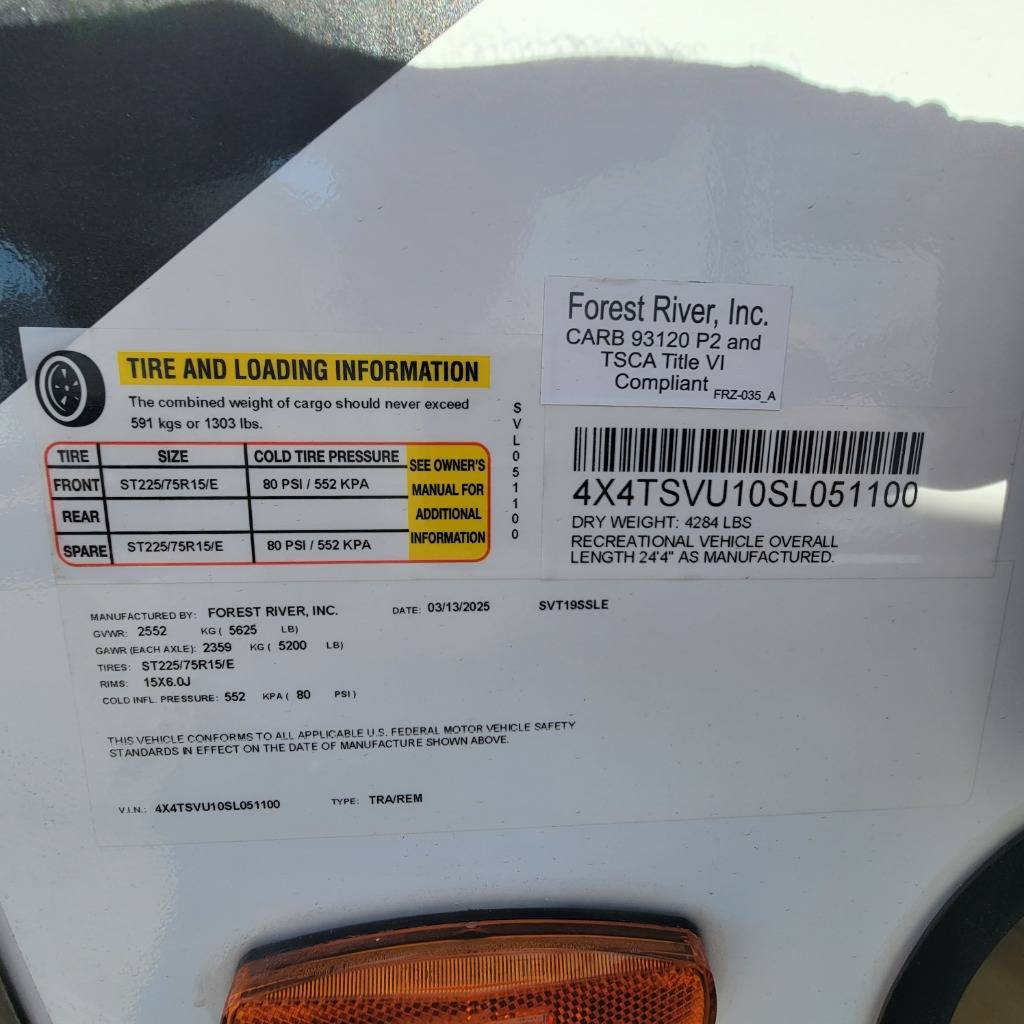 Forest River, Inc.
CARB 93120 P2 and
TSCA Title VI
Compliant FRZ-035_A
TIRE AND LOADING INFORMATION
The combined weight of cargo should never exceed
591 kgs or 1303 lbs.
TIRE SIZE COLD TIRE PRESSURE
FRONT ST225/75R15/E 80 PSI / 552 KPA
REAR
SPARE ST225/75R15/E 80 PSI / 552 KPA
SEE OWNER'S
MANUAL FOR
ADDITIONAL
INFORMATION
SVL051100
4X4TSVU10SL051100
DRY WEIGHT: 4284 LBS
RECREATIONAL VEHICLE OVERALL
LENGTH 24'4" AS MANUFACTURED.
MANUFACTURED BY: FOREST RIVER, INC. DATE: 03/13/2025 SVT19SSLE
GVWR: 2552 KG ( 5625 LB)
GAWR (EACH AXLE): 2359 KG ( 5200 LB)
TIRES: ST225/75R15/E
RIMS: 15X6.0J
COLD INFL. PRESSURE: 552 KPA ( 80 PSI )
THIS VEHICLE CONFORMS TO ALL APPLICABLE U.S. FEDERAL MOTOR VEHICLE SAFETY
STANDARDS IN EFFECT ON THE DATE OF MANUFACTURE SHOWN ABOVE.
V.I.N.: 4X4TSVU10SL051100 TYPE: TRA/REM